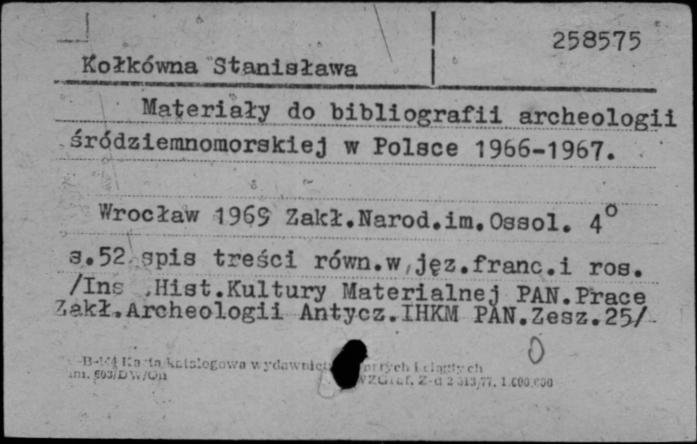 258575
Kołkówna Stanisława
Materiały do bibliografii archeologii
śródziemnomorskiej w Polsce 1966-1967.
Wrocław 1969 Zakł.Narod.im.Ossol. 4°
s.52 spis treści równ.w jęz.franc.i ros.
/Ins .Hist.Kultury Materialnej PAN.Prace
Zakł.Archeologii Antycz.IHKM PAN.Zesz.25/
Karta katalogowa